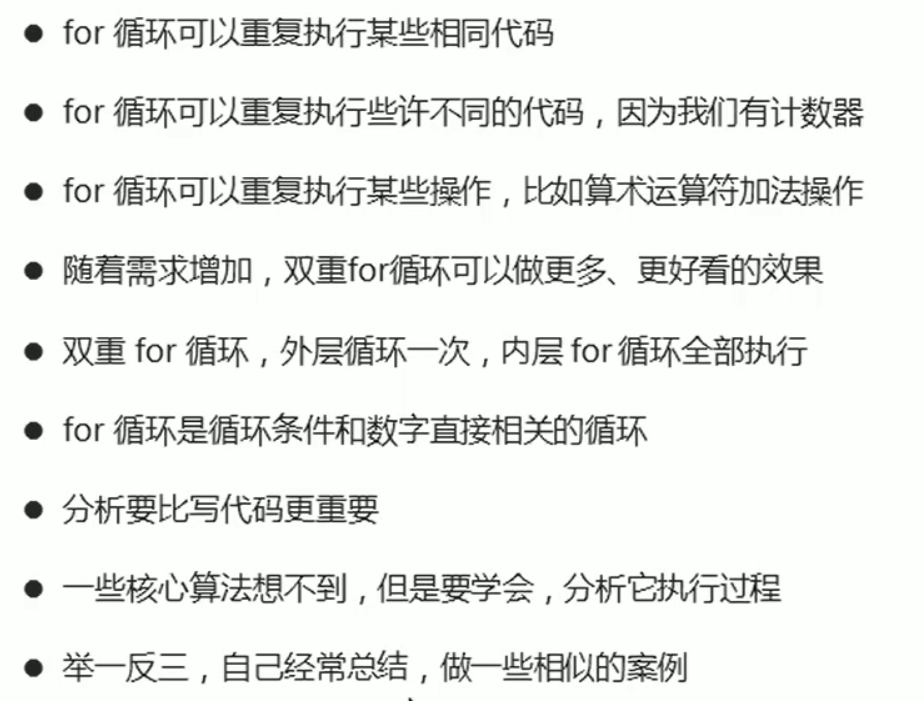 ● for 循环可以重复执行某些相同代码
● for 循环可以重复执行些许不同的代码，因为我们有计数器
● for 循环可以重复执行某些操作，比如算术运算符加法操作
● 随着需求增加，双重for循环可以做更多、更好看的效果
● 双重 for 循环，外层循环一次，内层 for 循环全部执行
● for 循环是循环条件和数字直接相关的循环
● 分析要比写代码更重要
● 一些核心算法想不到，但是要学会，分析它执行过程
● 举一反三，自己经常总结，做一些相似的案例